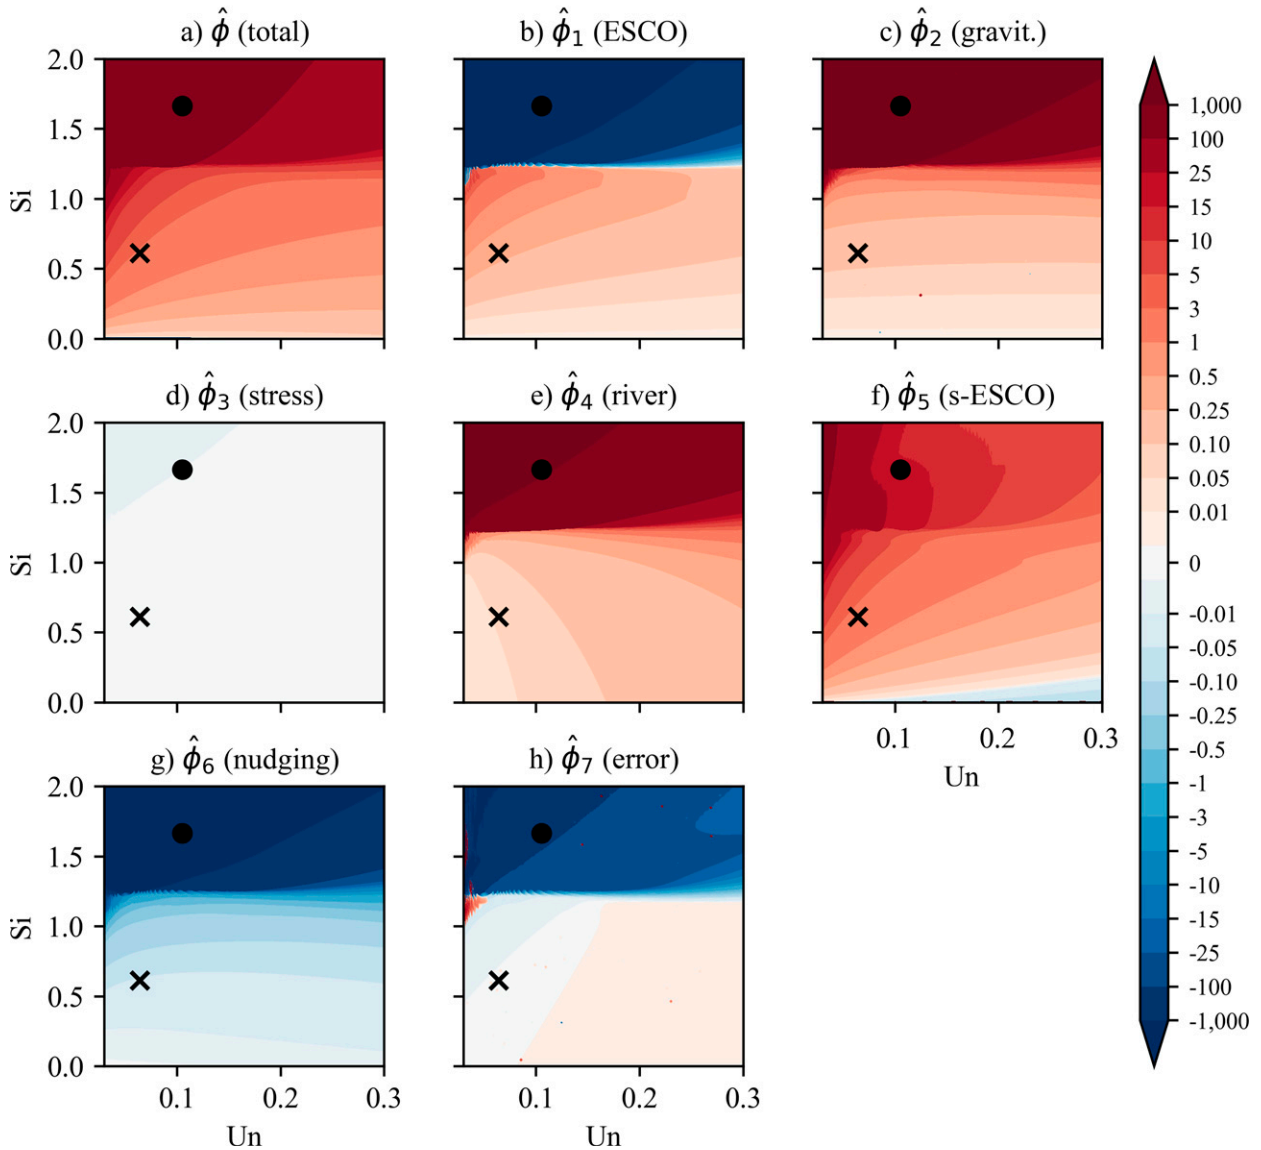 a) ϕ̂ (total)
b) ϕ̂₁ (ESCO)
c) ϕ̂₂ (gravit.)
2.0
1.5
1.0
0.5
0.0
Si
d) ϕ̂₃ (stress)
e) ϕ̂₄ (river)
f) ϕ̂₅ (s-ESCO)
2.0
1.5
1.0
0.5
0.0
Si
0.1 0.2 0.3
Un
g) ϕ̂₆ (nudging)
h) ϕ̂₇ (error)
2.0
1.5
1.0
0.5
0.0
Si
0.1 0.2 0.3
Un
0.1 0.2 0.3
Un
1,000
100
25
15
10
5
3
1
0.5
0.25
0.10
0.05
0.01
0
-0.01
-0.05
-0.10
-0.25
-0.5
-1
-3
-5
-10
-15
-25
-100
-1,000